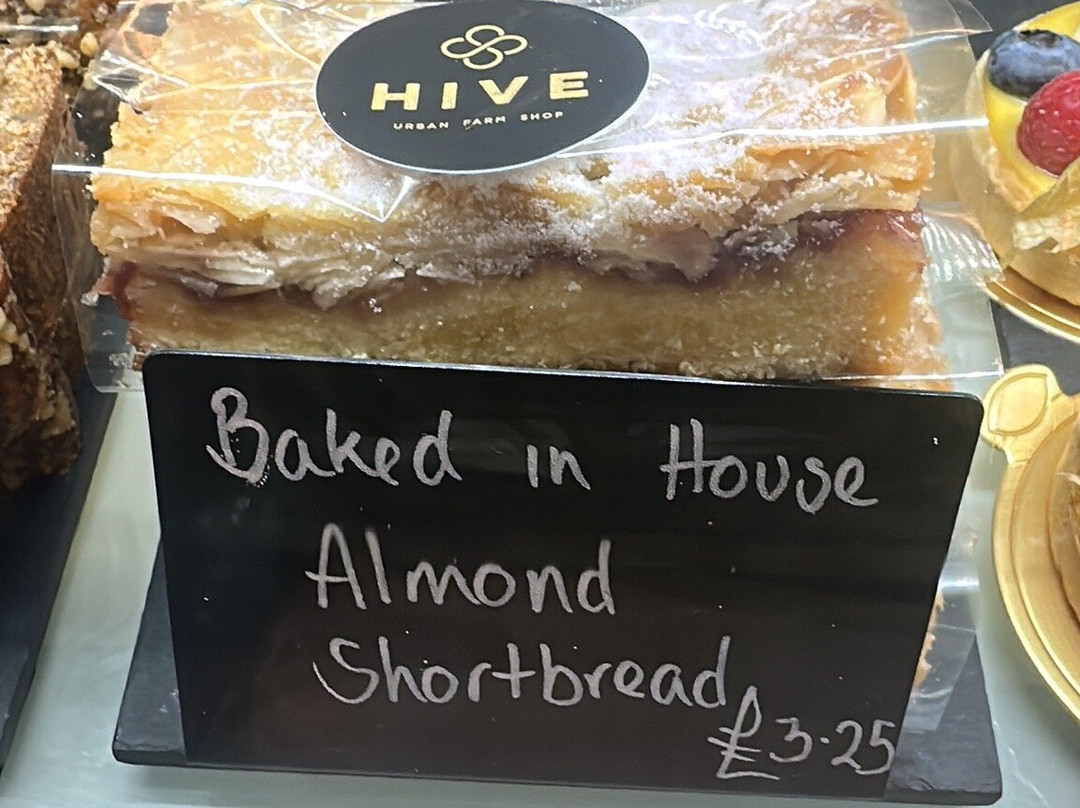 HIVE
URBAN FARM SHOP
Baked in House
Almond
Shortbread
£3.25